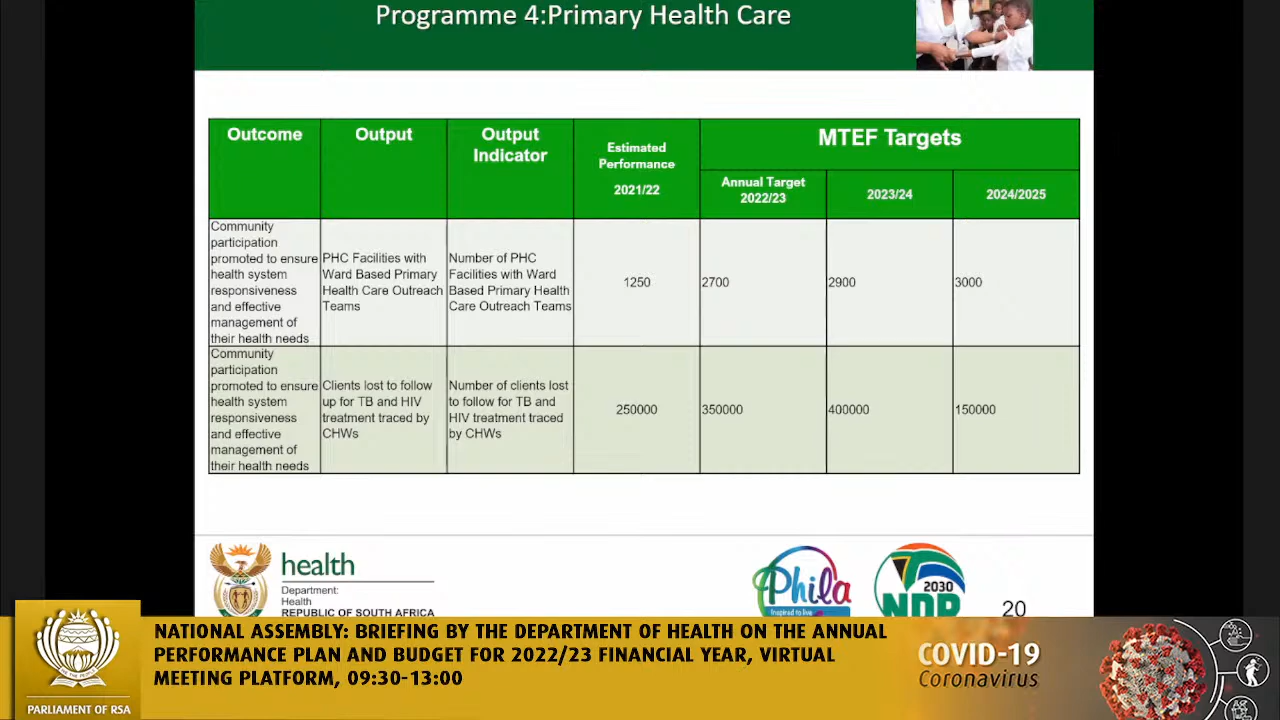 Programme 4:Primary Health Care
Outcome
Output
Output
Indicator
Estimated
Performance
2021/22
MTEF Targets
Annual Target
2022/23
2023/24
2024/2025
Community
participation
promoted to ensure
health system
responsiveness
and effective
management of
their health needs
PHC Facilities with
Ward Based Primary
Health Care Outreach
Teams
Number of PHC
Facilities with Ward
Based Primary Health
Care Outreach Teams
1250
2700
2900
3000
Community
participation
promoted to ensure
health system
responsiveness
and effective
management of
their health needs
Clients lost to follow
up for TB and HIV
treatment traced by
CHWs
Number of clients lost
to follow for TB and
HIV treatment traced
by CHWs
250000
350000
400000
150000
health
Department:
Health
REPUBLIC OF SOUTH AFRICA
Phila
Inspired to live
2030
NDP
20
PARLIAMENT OF RSA
NATIONAL ASSEMBLY: BRIEFING BY THE DEPARTMENT OF HEALTH ON THE ANNUAL
PERFORMANCE PLAN AND BUDGET FOR 2022/23 FINANCIAL YEAR, VIRTUAL
MEETING PLATFORM, 09:30-13:00
COVID-19
Coronavirus